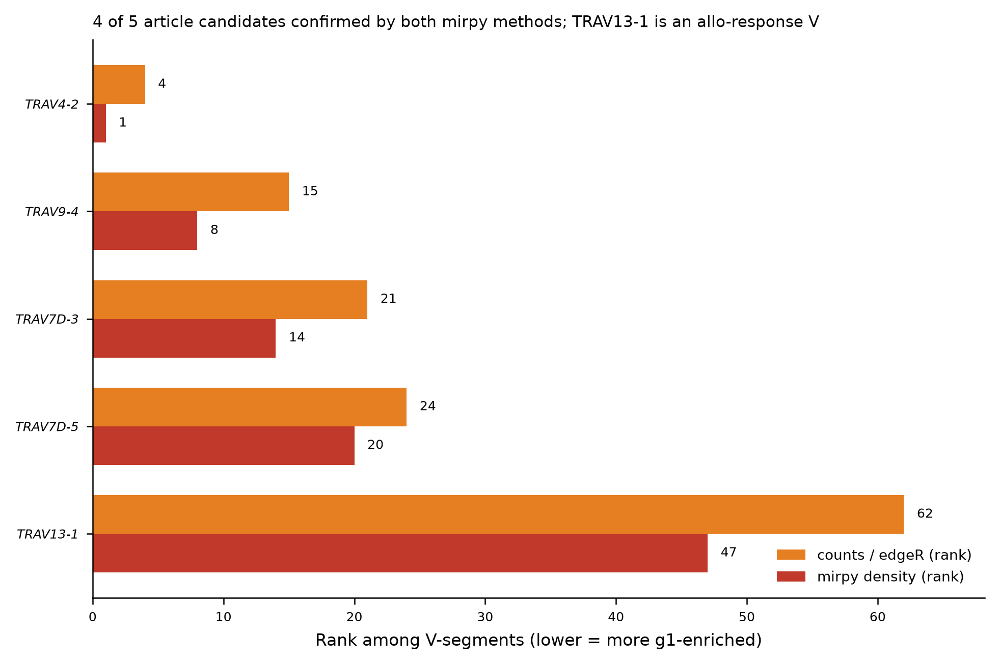 4 of 5 article candidates confirmed by both mirpy methods; TRAV13-1 is an allo-response V
TRAV4-2
4
1
TRAV9-4
15
8
TRAV7D-3
21
14
TRAV7D-5
24
20
TRAV13-1
62
47
counts / edgeR (rank)
mirpy density (rank)
0 10 20 30 40 50 60
Rank among V-segments (lower = more g1-enriched)